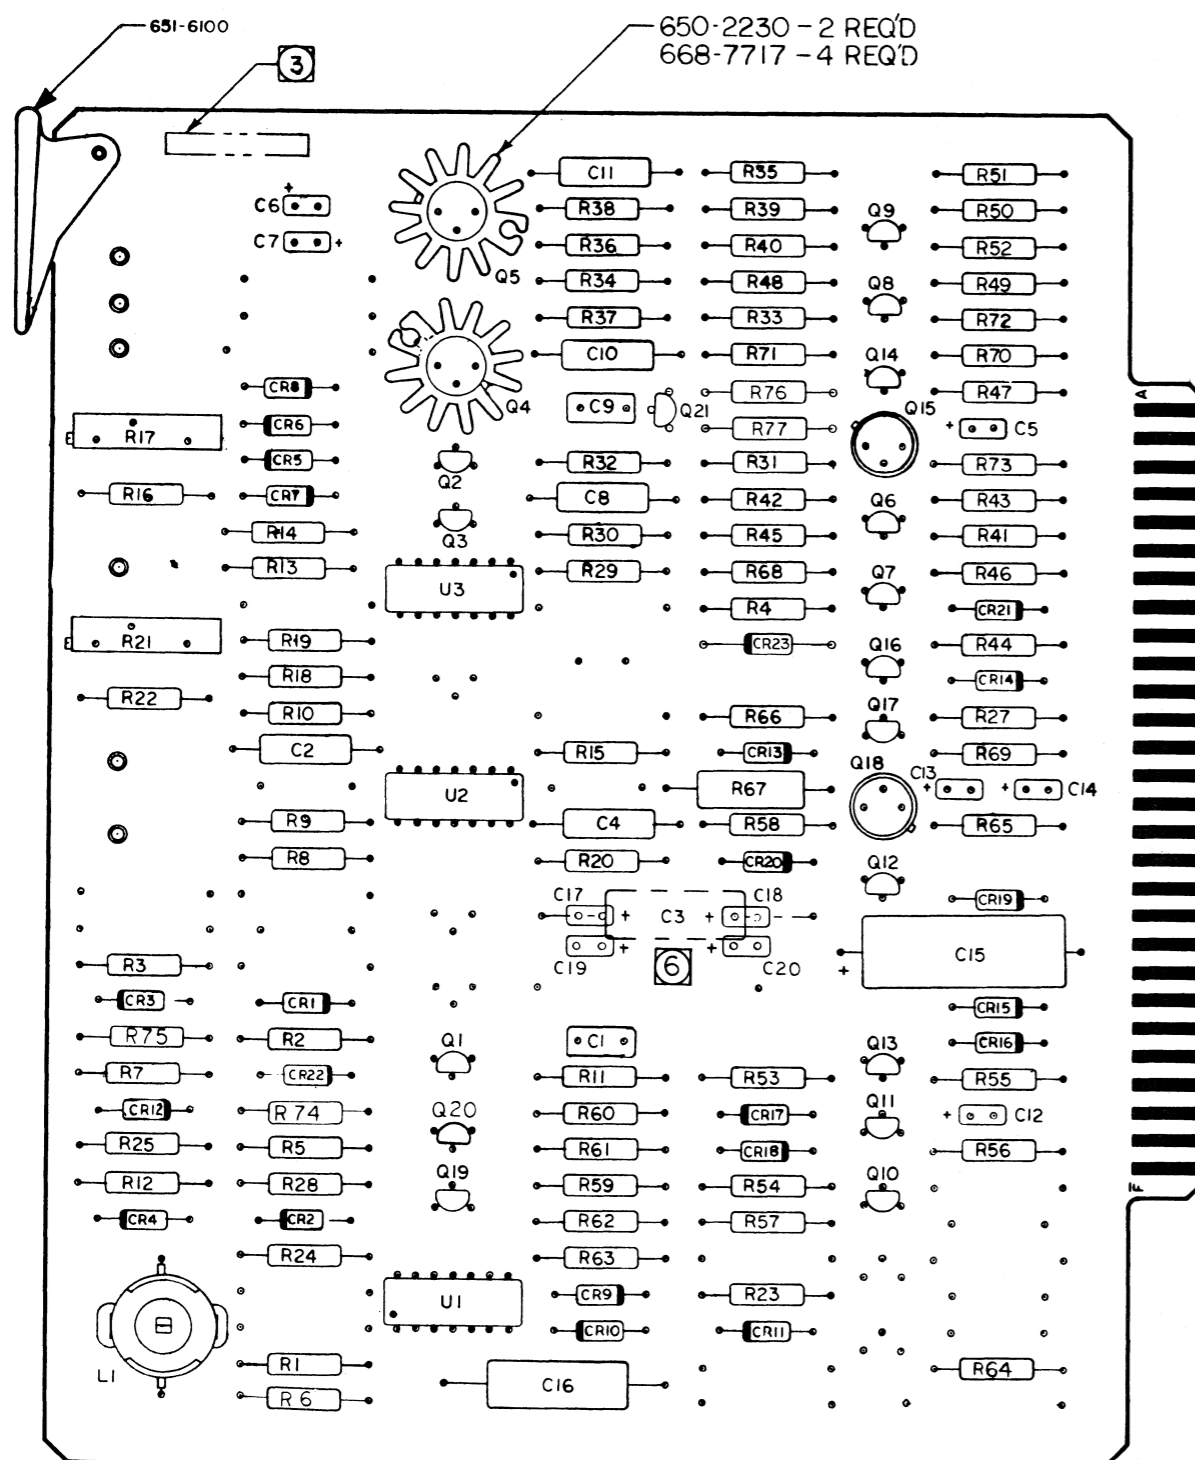 651-6100
650-2230 - 2 REQ'D
668-7717 - 4 REQ'D
3
C11 R35 R51
C6 R38 R39 Q9 R50
C7 R36 R40 R52
Q5 R34 R48 Q8 R49
R37 R33 R72
C10 R71 Q14 R70
CR8 Q4 C9 Q21 R76 R47
R17 CR6 R77 Q15 C5
CR5 Q2 R32 R31 R73
R16 CR7 C8 R42 Q6 R43
R14 Q3 R30 R45 R41
R13 R29 R68 Q7 R46
U3 R4 CR21
R21 R19 CR23 Q16 R44
R18 CR14
R22 R10 R66 Q17 R27
C2 R15 CR13 R69
U2 R67 Q18 C13 C14
R9 C4 R58 R65
R8 R20 CR20 Q12
C17 C18 CR19
+ C3 +
C19 + 6 + C20 C15
R3 +
CR3 CR1 CR15
R75 R2 Q1 C1 Q13 CR16
R7 CR22 R11 R53 R55
CR12 R74 Q20 R60 CR17 Q11 C12
R25 R5 R61 CR18 R56
R12 R28 Q19 R59 R54 Q10
CR4 CR2 R62 R57
R24 R63
U1 CR9 R23
CR10 CR11
L1 R1 C16 R64
R6
A
F